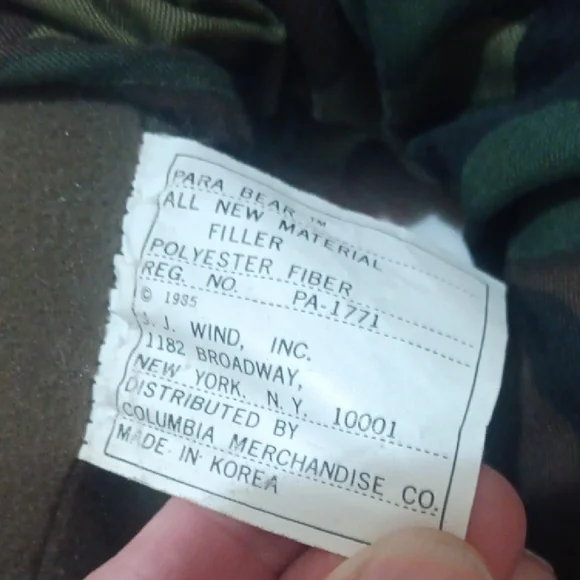 PARA BEAR ™
ALL NEW MATERIAL
FILLER
POLYESTER FIBER
REG. NO. PA-1771
© 1985
J. WIND, INC.
1182 BROADWAY,
NEW YORK, N.Y. 10001
DISTRIBUTED BY
COLUMBIA MERCHANDISE CO.
MADE IN KOREA